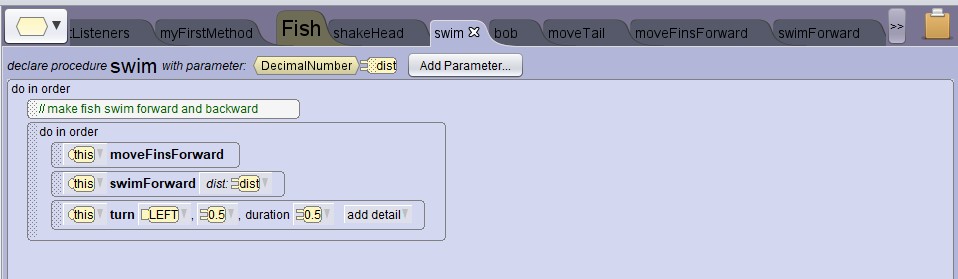 tListeners myFirstMethod Fish shakeHead swim bob moveTail moveFinsForward swimForward >>
declare procedure swim with parameter: DecimalNumber dist Add Parameter...
do in order
// make fish swim forward and backward
do in order
this moveFinsForward
this swimForward dist: dist
this turn LEFT , 0.5 , duration 0.5 add detail